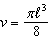 ν = πℓ³/8